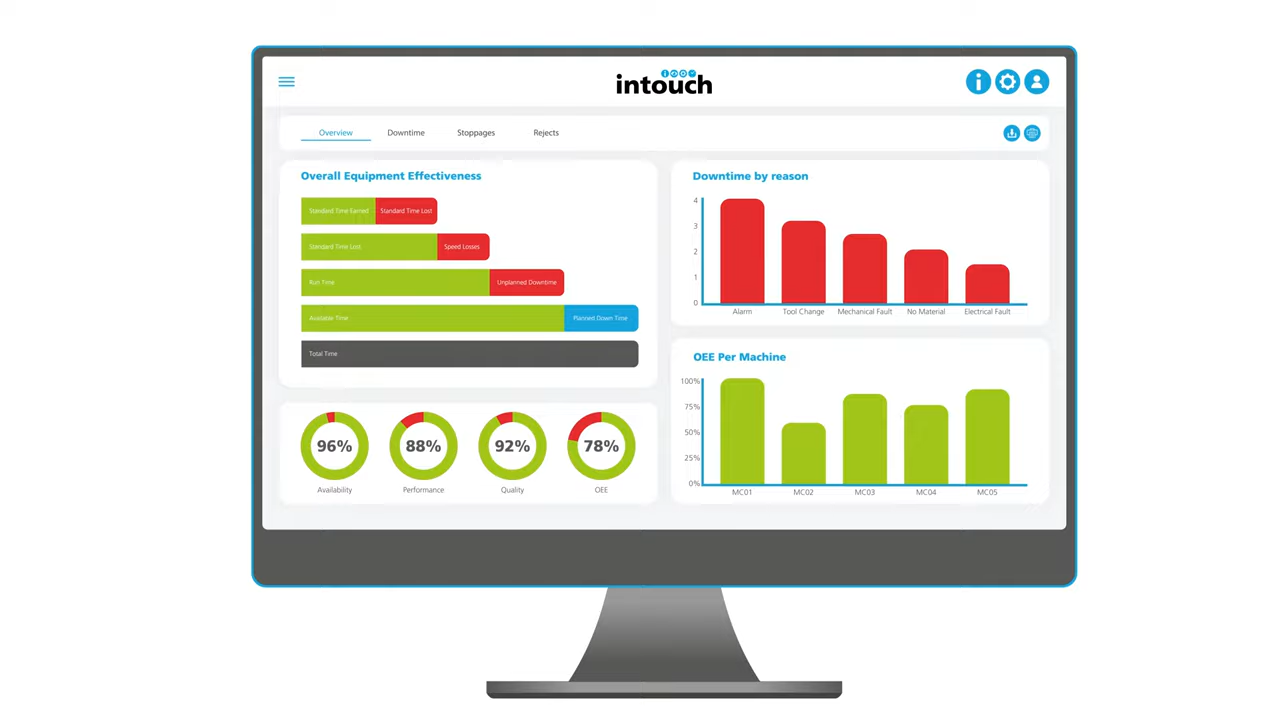 intouch
Overview Downtime Stoppages Rejects
Overall Equipment Effectiveness
Standard Time Earned Standard Time Lost
Standard Time Lost Speed Losses
Run Time Unplanned Downtime
Available Time Planned Down Time
Total Time
96% 88% 92% 78%
Availability Performance Quality OEE
Downtime by reason
4
3
2
1
0
Alarm Tool Change Mechanical Fault No Material Electrical Fault
OEE Per Machine
100%
75%
50%
25%
0%
MC01 MC02 MC03 MC04 MC05